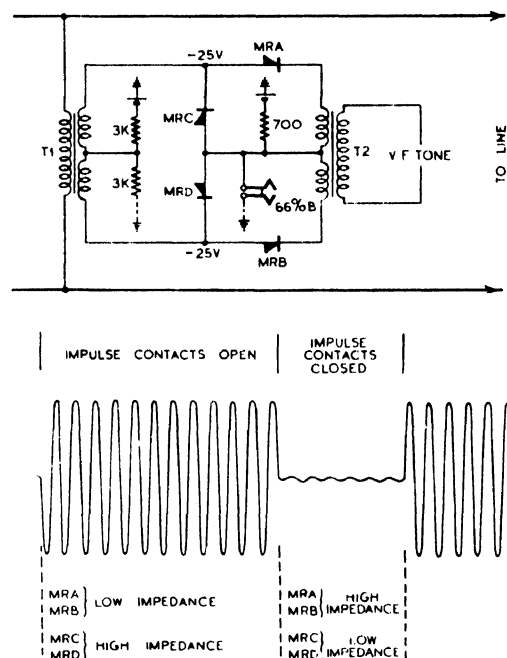 MRA
-25V
3K
MRC
700
T1
T2
V F TONE
TO LINE
3K
MRD
66%B
-25V
MRB
IMPULSE CONTACTS OPEN
IMPULSE
CONTACTS
CLOSED
MRA
MRB
LOW IMPEDANCE
MRA
MRB
HIGH
IMPEDANCE
MRC
MRD
HIGH IMPEDANCE
MRC
MRD
LOW
IMPEDANCE